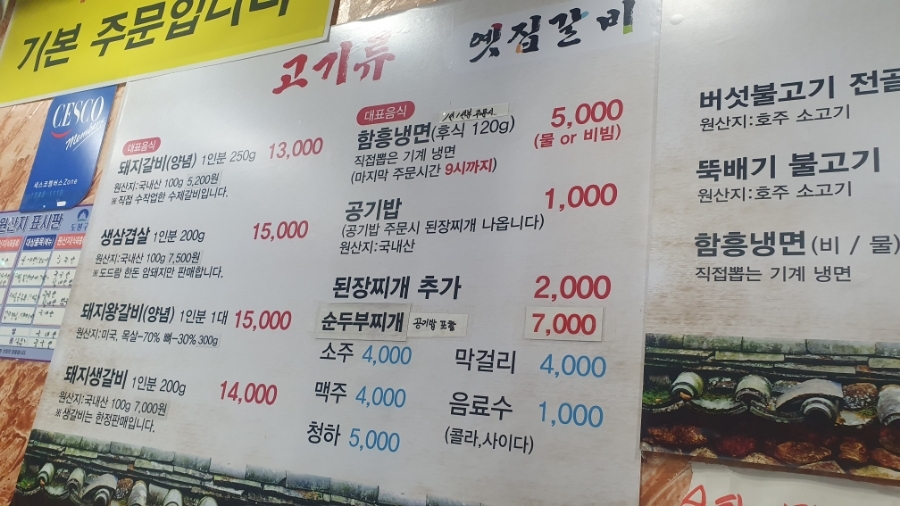 기본 주문입니다
고기류
옛집갈비
CESCO
Member
세스코멤버스Zone
원산지 표시판
대표음식
돼지갈비(양념) 1인분 250g 13,000
원산지:국내산 100g 5,200원
※직접 수작업한 수제갈비입니다.
생삼겹살 1인분 200g 15,000
원산지:국내산 100g 7,500원
※도드람 한돈 암돼지만 판매합니다.
돼지왕갈비(양념) 1인분 1대 15,000
원산지:미국, 목살-70% 뼈-30% 300g
돼지생갈비 1인분 200g 14,000
원산지:국내산 100g 7,000원
※생갈비는 한정판매입니다.
대표음식
함흥냉면(후식 120g) 5,000
직접뽑은 기계 냉면 (물 or 비빔)
(마지막 주문시간 9시까지)
공기밥 1,000
(공기밥 주문시 된장찌개 나옵니다)
원산지:국내산
된장찌개 추가 2,000
순두부찌개 공기밥 포함 7,000
소주 4,000 막걸리 4,000
맥주 4,000 음료수 1,000
청하 5,000 (콜라,사이다)
버섯불고기 전골
원산지:호주 소고기
뚝배기 불고기
원산지:호주 소고기
함흥냉면(비 / 물)
직접뽑는 기계 냉면